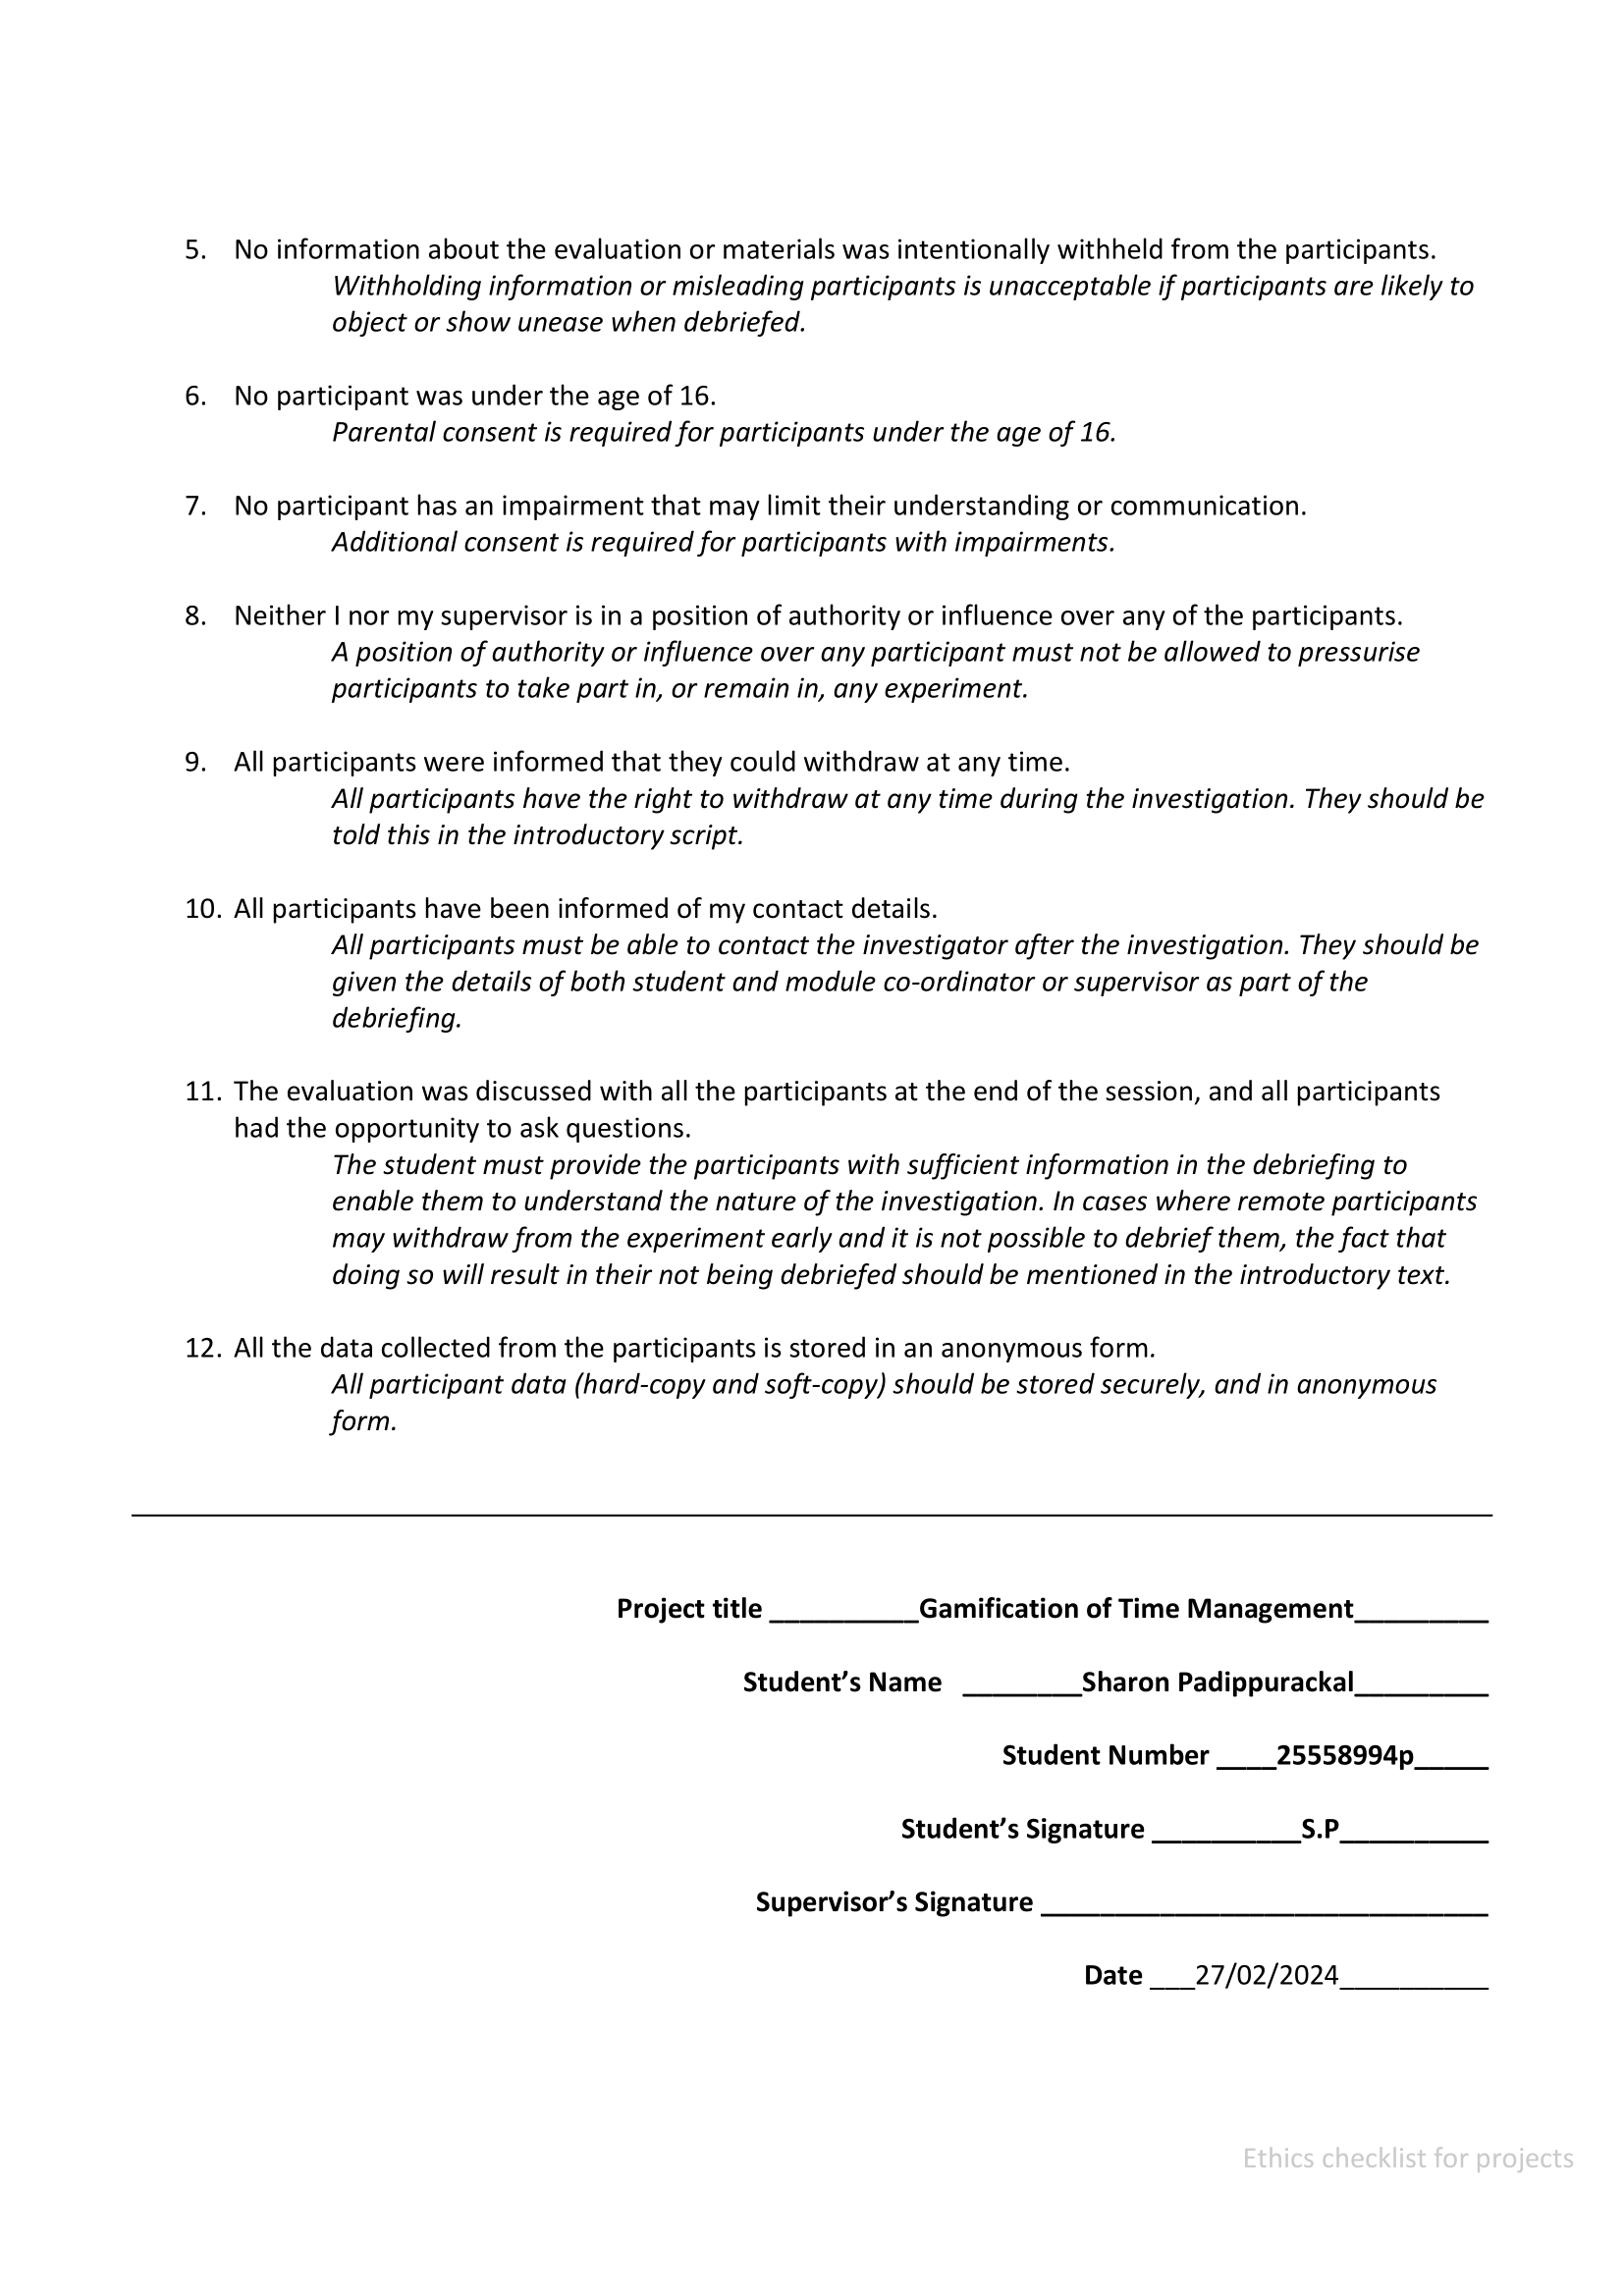 5. No information about the evaluation or materials was intentionally withheld from the participants.
Withholding information or misleading participants is unacceptable if participants are likely to
object or show unease when debriefed.
6. No participant was under the age of 16.
Parental consent is required for participants under the age of 16.
7. No participant has an impairment that may limit their understanding or communication.
Additional consent is required for participants with impairments.
8. Neither I nor my supervisor is in a position of authority or influence over any of the participants.
A position of authority or influence over any participant must not be allowed to pressurise
participants to take part in, or remain in, any experiment.
9. All participants were informed that they could withdraw at any time.
All participants have the right to withdraw at any time during the investigation. They should be
told this in the introductory script.
10. All participants have been informed of my contact details.
All participants must be able to contact the investigator after the investigation. They should be
given the details of both student and module co-ordinator or supervisor as part of the
debriefing.
11. The evaluation was discussed with all the participants at the end of the session, and all participants
had the opportunity to ask questions.
The student must provide the participants with sufficient information in the debriefing to
enable them to understand the nature of the investigation. In cases where remote participants
may withdraw from the experiment early and it is not possible to debrief them, the fact that
doing so will result in their not being debriefed should be mentioned in the introductory text.
12. All the data collected from the participants is stored in an anonymous form.
All participant data (hard-copy and soft-copy) should be stored securely, and in anonymous
form.
Project title __________Gamification of Time Management_________
Student’s Name ________Sharon Padippurackal_________
Student Number ____25558994p_____
Student’s Signature __________S.P__________
Supervisor’s Signature ______________________________
Date ___27/02/2024__________
Ethics checklist for projects